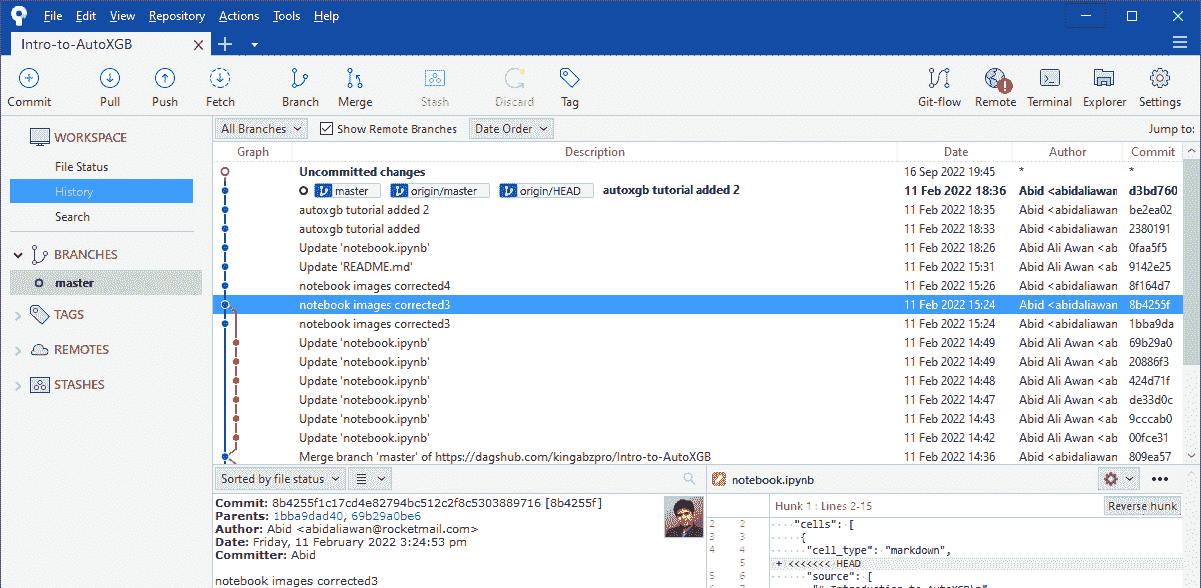 File Edit View Repository Actions Tools Help
Intro-to-AutoXGB
Commit Pull Push Fetch Branch Merge Stash Discard Tag Git-flow Remote Terminal Explorer Settings
All Branches Show Remote Branches Date Order Jump to:
WORKSPACE
File Status
History
Search
BRANCHES
master
TAGS
REMOTES
STASHES
Graph Description Date Author Commit
Uncommitted changes 16 Sep 2022 19:45 * *
master origin/master origin/HEAD autoxgb tutorial added 2 11 Feb 2022 18:36 Abid <abidaliawan d3bd760
autoxgb tutorial added 2 11 Feb 2022 18:35 Abid <abidaliawan be2ea02
autoxgb tutorial added 11 Feb 2022 18:33 Abid <abidaliawan 2380191
Update 'notebook.ipynb' 11 Feb 2022 18:26 Abid Ali Awan <ab 0faa5f5
Update 'README.md' 11 Feb 2022 15:31 Abid Ali Awan <ab 9142e25
notebook images corrected4 11 Feb 2022 15:26 Abid <abidaliawan 8f164d7
notebook images corrected3 11 Feb 2022 15:24 Abid <abidaliawan 8b4255f
notebook images corrected3 11 Feb 2022 15:24 Abid <abidaliawan 1bba9da
Update 'notebook.ipynb' 11 Feb 2022 14:49 Abid Ali Awan <ab 69b29a0
Update 'notebook.ipynb' 11 Feb 2022 14:49 Abid Ali Awan <ab 20886f3
Update 'notebook.ipynb' 11 Feb 2022 14:48 Abid Ali Awan <ab 424d71f
Update 'notebook.ipynb' 11 Feb 2022 14:47 Abid Ali Awan <ab de33d0c
Update 'notebook.ipynb' 11 Feb 2022 14:43 Abid Ali Awan <ab 9cccab0
Update 'notebook.ipynb' 11 Feb 2022 14:42 Abid Ali Awan <ab 00fce31
Merge branch 'master' of https://dagshub.com/kingabzpro/Intro-to-AutoXGB 11 Feb 2022 14:36 Abid <abidaliawan 809ea57
Sorted by file status
Commit: 8b4255f1c17cd4e82794bc512c2f8c5303889716 [8b4255f]
Parents: 1bba9dad40, 69b29a0be6
Author: Abid <abidaliawan@rocketmail.com>
Date: Friday, 11 February 2022 3:24:53 pm
Committer: Abid
notebook images corrected3
notebook.ipynb
Hunk 1 : Lines 2-15 Reverse hunk
2 2 "cells": [
3 3 {
4 4 "cell_type": "markdown",
5 + <<<<<<< HEAD
5 6 "source": [
6 7 "# Introduction to AutoXGB\n"